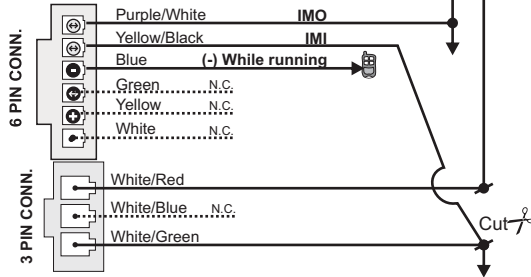 6 PIN CONN.
Purple/White IMO
Yellow/Black IMI
Blue (-) While running
Green N.C.
Yellow N.C.
White N.C.
3 PIN CONN.
White/Red
White/Blue N.C.
White/Green
Cut